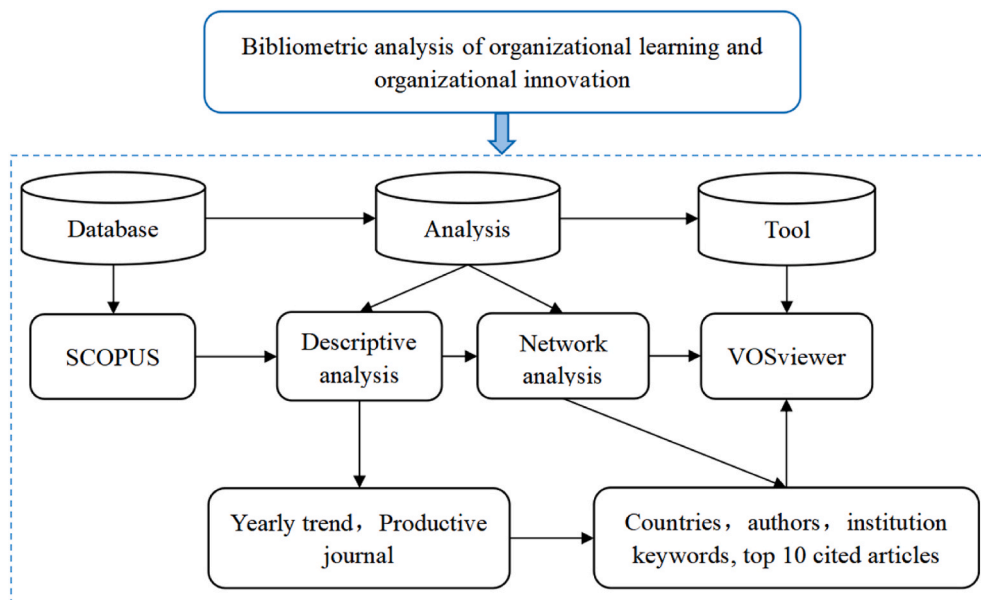 Bibliometric analysis of organizational learning and
organizational innovation
Database
Analysis
Tool
SCOPUS
Descriptive
analysis
Network
analysis
VOSviewer
Yearly trend，Productive
journal
Countries，authors，institution
keywords, top 10 cited articles